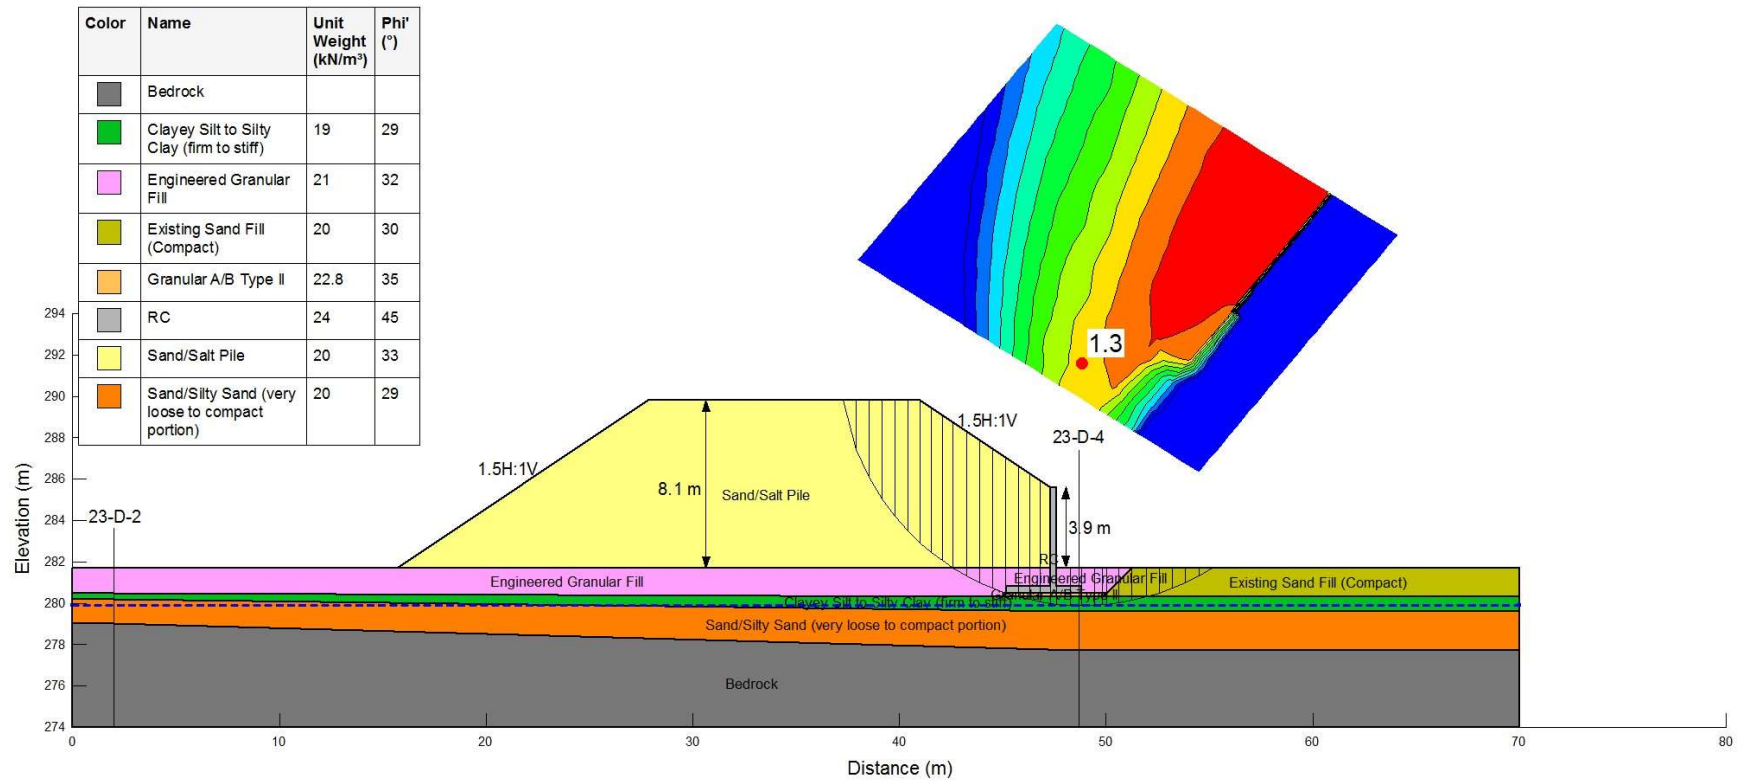 Color Name Unit Weight (kN/m³) Phi' (°)
Bedrock
Clayey Silt to Silty Clay (firm to stiff) 19 29
Engineered Granular Fill 21 32
Existing Sand Fill (Compact) 20 30
Granular A/B Type II 22.8 35
RC 24 45
Sand/Salt Pile 20 33
Sand/Silty Sand (very loose to compact portion) 20 29
1.3
294
292
290
288
286
284
282
280
278
276
274
Elevation (m)
1.5H:1V
1.5H:1V
23-D-4
8.1 m
Sand/Salt Pile
23-D-2
3.9 m
RC
Engineered Granular Fill
Engineered Granular Fill
Existing Sand Fill (Compact)
Granular A/B Type II
Clayey Silt to Silty Clay (firm to stiff)
Sand/Silty Sand (very loose to compact portion)
Bedrock
0 10 20 30 40 50 60 70 80
Distance (m)